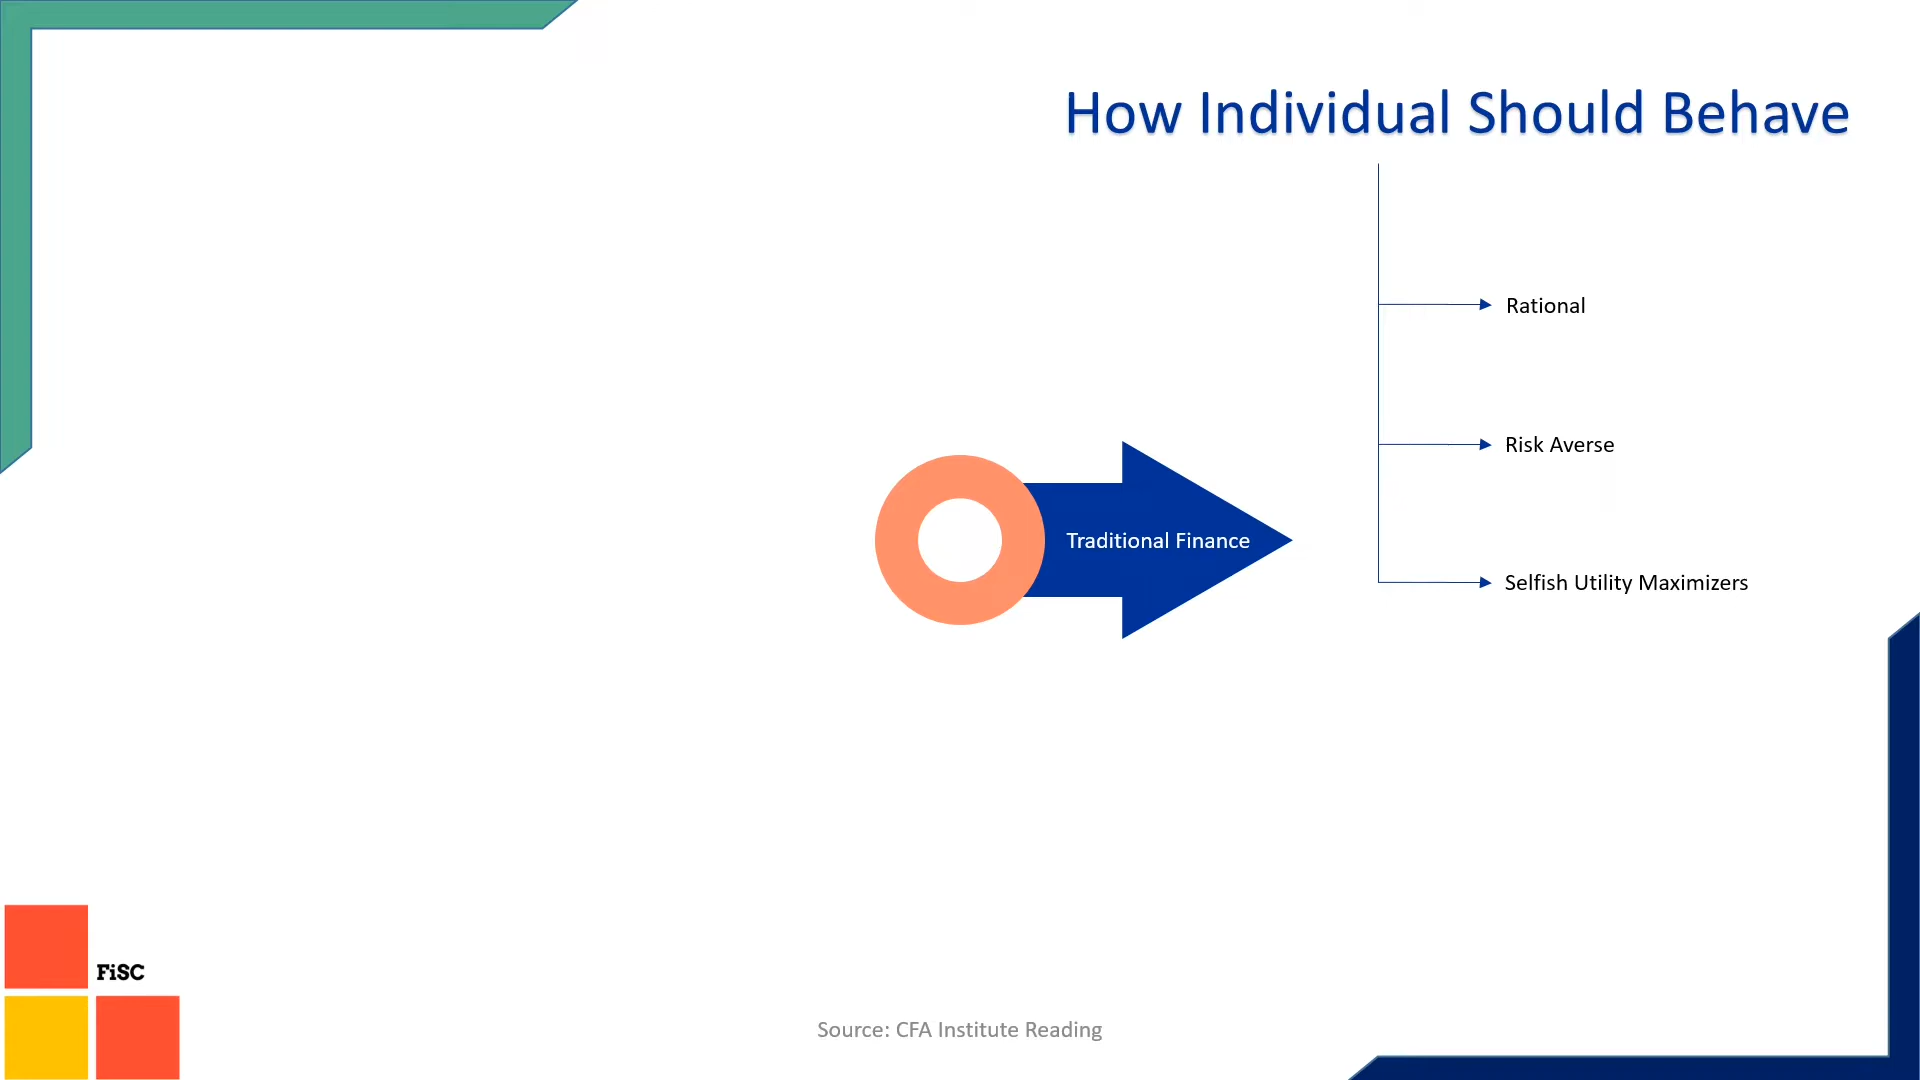 How Individual Should Behave
Rational
Risk Averse
Traditional Finance
Selfish Utility Maximizers
FiSC
Source: CFA Institute Reading